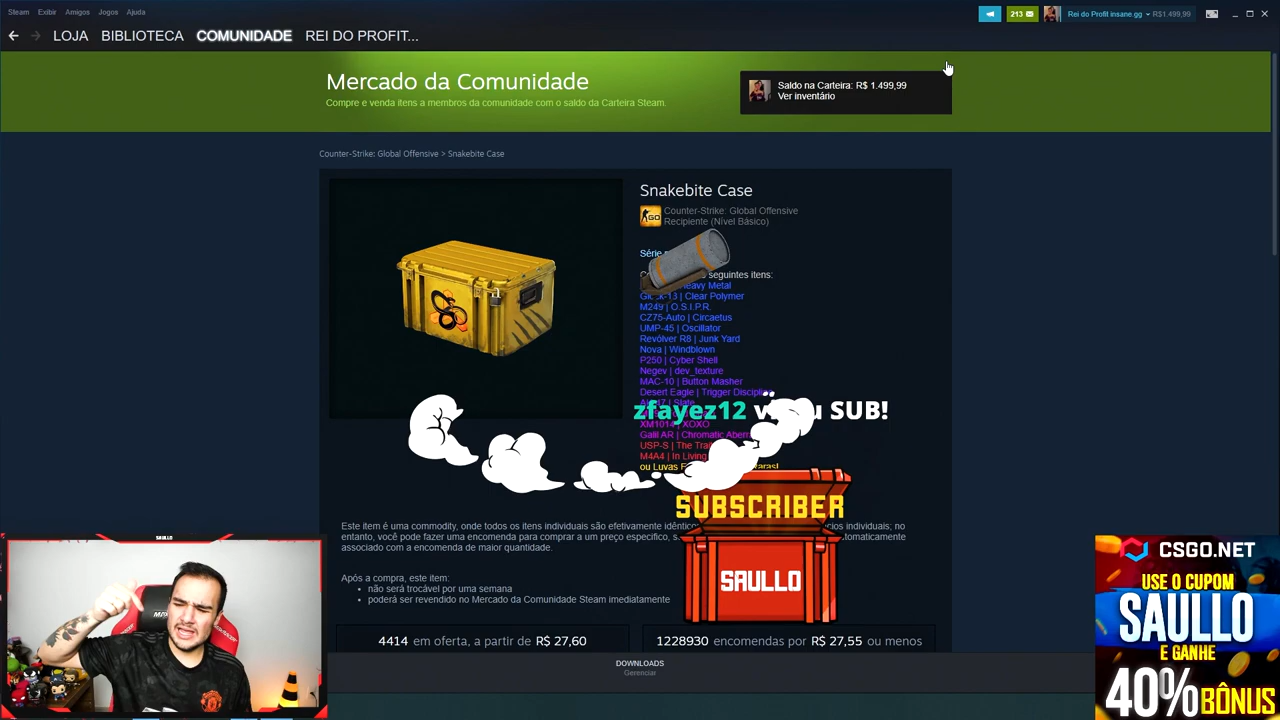 Steam Exibir Amigos Jogos Ajuda
213 Rei do Profit insane.gg R$1.499,99
LOJA BIBLIOTECA COMUNIDADE REI DO PROFIT...
Mercado da Comunidade
Compre e venda itens a membros da comunidade com o saldo da Carteira Steam.
Saldo na Carteira: R$ 1.499,99
Ver inventário
Counter-Strike: Global Offensive > Snakebite Case
Snakebite Case
GO
Counter-Strike: Global Offensive
Recipiente (Nível Básico)
Série
seguintes itens:
Heavy Metal
Clear Polymer
M249 | O.S.I.P.R.
CZ75-Auto | Circaetus
UMP-45 | Oscillator
Revólver R8 | Junk Yard
Nova | Windblown
P250 | Cyber Shell
Negev | dev_texture
MAC-10 | Button Masher
Desert Eagle | Trigger Discipline
zfayez12 SUB!
XM1014 | XOXO
Galil AR | Chromatic
USP-S | The
M4A4 | In Living
ou Luvas
SUBSCRIBER
SAULLO
Este item é uma commodity, onde todos os itens individuais são efetivamente individuais; no
entanto, você pode fazer uma encomenda para comprar a um preço específico,
associado com a encomenda de maior quantidade.
Após a compra, este item:
não será trocável por uma semana
poderá ser revendido no Mercado da Comunidade Steam imediatamente
4414 em oferta, a partir de R$ 27,60
1228930 encomendas por R$ 27,55 ou menos
DOWNLOADS
Gerenciar
SAULLO
CSGO.NET
USE O CUPOM
SAULLO
E GANHE
40% BÔNUS